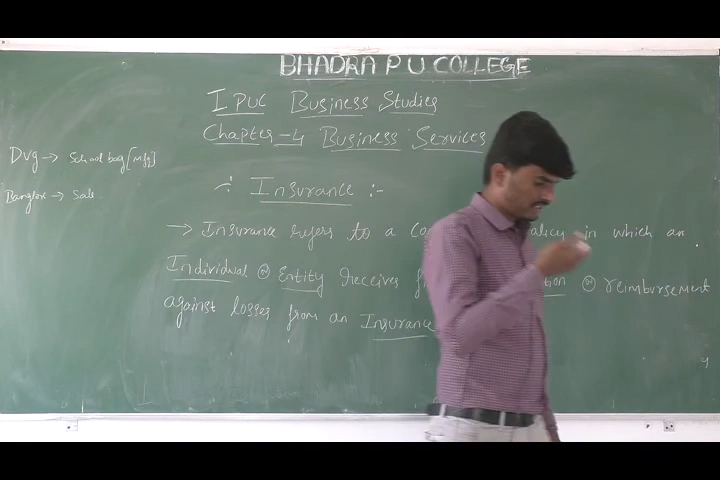 BHADRA P U COLLEGE
I PUC Business Studies
Chapter-4 Business Services
Dvg → School bag [Mfg]
Banglore → Sale
Insurance :-
→ Insurance refers to a in which an
Individual or Entity receives or reimbursement
against losses from an Insurance